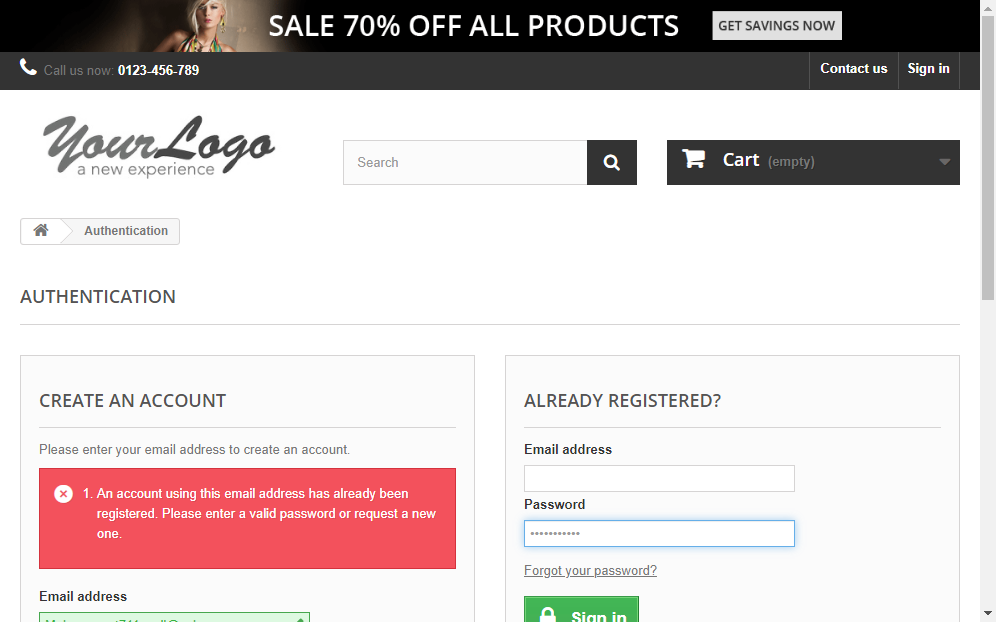 SALE 70% OFF ALL PRODUCTS
GET SAVINGS NOW
Call us now: 0123-456-789
Contact us
Sign in
YourLogo
a new experience
Search
Cart (empty)
Authentication
AUTHENTICATION
CREATE AN ACCOUNT
Please enter your email address to create an account.
1. An account using this email address has already been
registered. Please enter a valid password or request a new
one.
Email address
ALREADY REGISTERED?
Email address
Password
Forgot your password?
Sign in